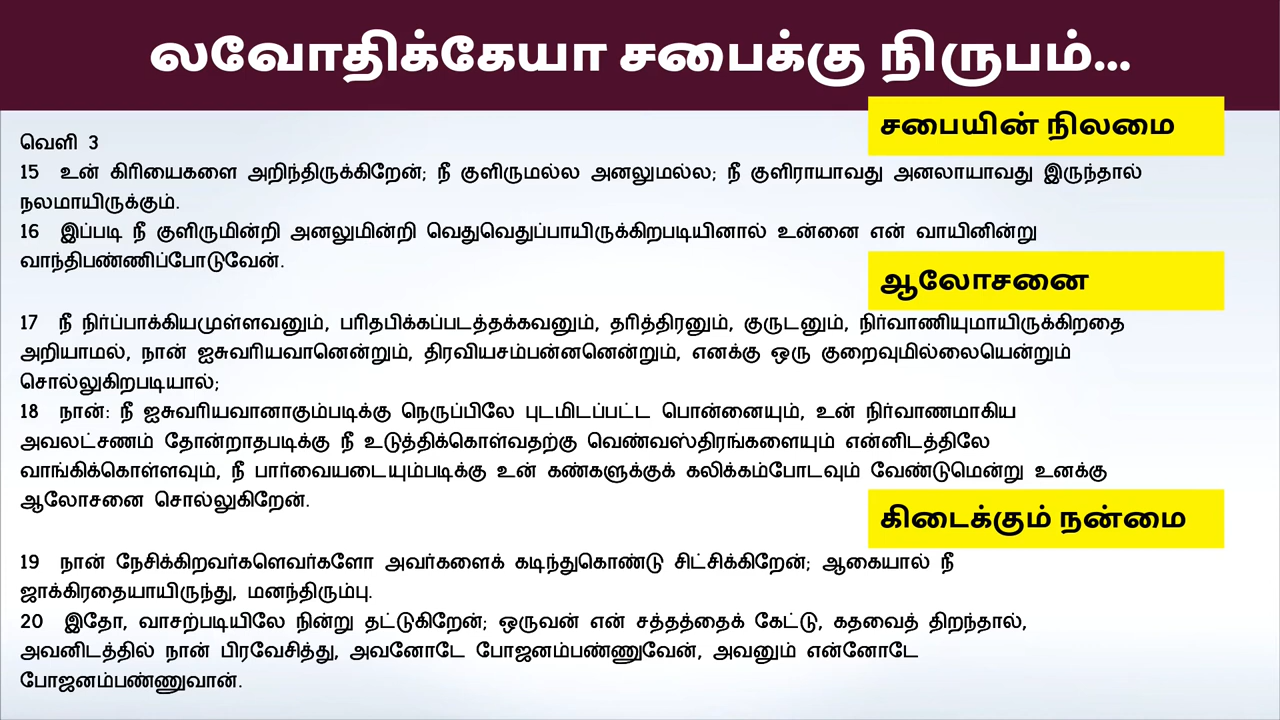 லவோதிக்கேயா சபைக்கு நிருபம்...
சபையின் நிலமை
வெளி 3
15 உன் கிரியைகளை அறிந்திருக்கிறேன்; நீ குளிருமல்ல அனலுமல்ல; நீ குளிராயாவது அனலாயாவது இருந்தால்
நலமாயிருக்கும்.
16 இப்படி நீ குளிருமின்றி அனலுமின்றி வெதுவெதுப்பாயிருக்கிறபடியினால் உன்னை என் வாயினின்று
வாந்திபண்ணிப்போடுவேன்.
ஆலோசனை
17 நீ நிர்ப்பாக்கியமுள்ளவனும், பரிதபிக்கப்படத்தக்கவனும், தரித்திரனும், குருடனும், நிர்வாணியுமாயிருக்கிறதை
அறியாமல், நான் ஐசுவரியவானென்றும், திரவியசம்பன்னனென்றும், எனக்கு ஒரு குறைவுமில்லையென்றும்
சொல்லுகிறபடியால்;
18 நான்: நீ ஐசுவரியவானாகும்படிக்கு நெருப்பிலே புடமிடப்பட்ட பொன்னையும், உன் நிர்வாணமாகிய
அவலட்சணம் தோன்றாதபடிக்கு நீ உடுத்திக்கொள்வதற்கு வெண்வஸ்திரங்களையும் என்னிடத்திலே
வாங்கிக்கொள்ளவும், நீ பார்வையடையும்படிக்கு உன் கண்களுக்குக் கலிக்கம்போடவும் வேண்டுமென்று உனக்கு
ஆலோசனை சொல்லுகிறேன்.
கிடைக்கும் நன்மை
19 நான் நேசிக்கிறவர்களெவர்களோ அவர்களைக் கடிந்துகொண்டு சிட்சிக்கிறேன்; ஆகையால் நீ
ஜாக்கிரதையாயிருந்து, மனந்திரும்பு.
20 இதோ, வாசற்படியிலே நின்று தட்டுகிறேன்; ஒருவன் என் சத்தத்தைக் கேட்டு, கதவைத் திறந்தால்,
அவனிடத்தில் நான் பிரவேசித்து, அவனோடே போஜனம்பண்ணுவேன், அவனும் என்னோடே
போஜனம்பண்ணுவான்.